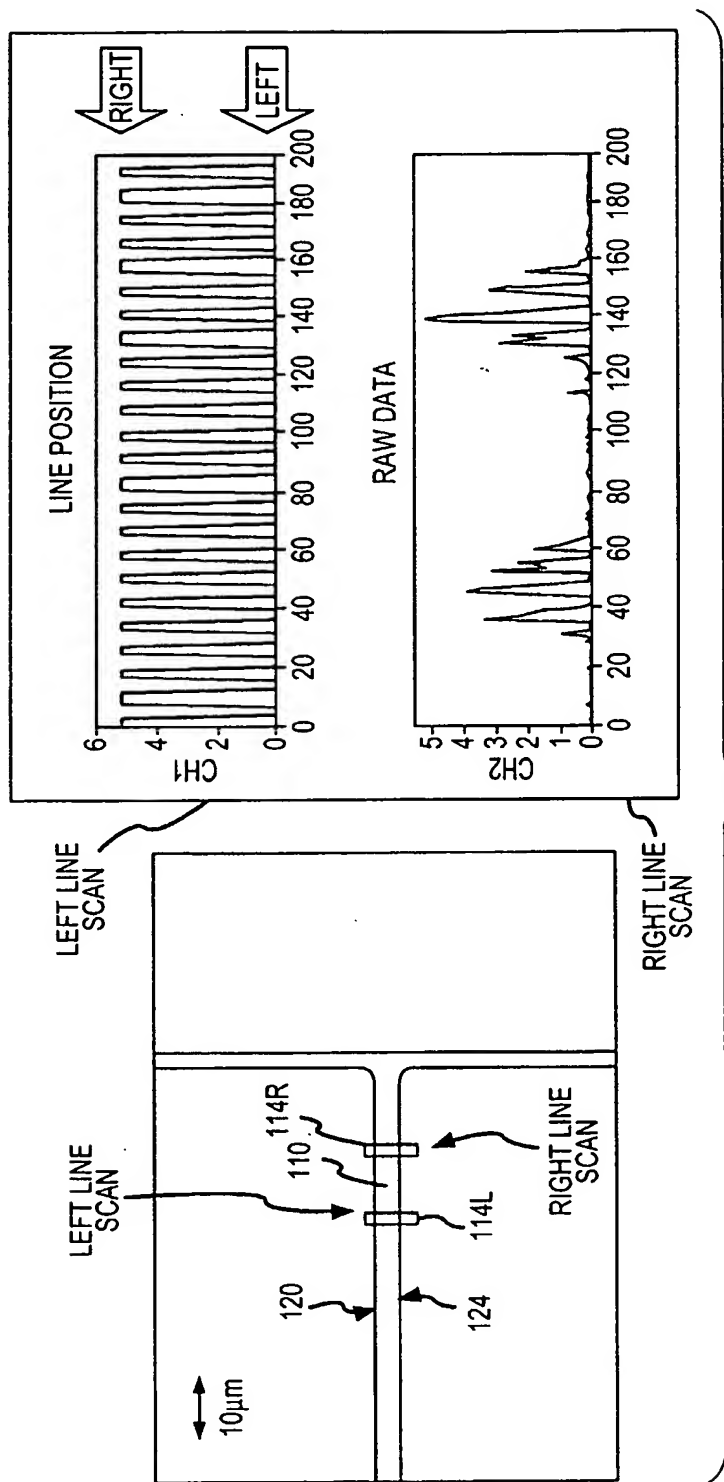 LEFT LINE
SCAN
114R
110
120
124
114L
RIGHT LINE
SCAN
10µm
LEFT LINE
SCAN
RIGHT LINE
SCAN
LINE POSITION
RIGHT
LEFT
CH1
6
4
2
0
0 20 40 60 80 100 120 140 160 180 200
RAW DATA
CH2
5
4
3
2
1
0
0 20 40 60 80 100 120 140 160 180 200